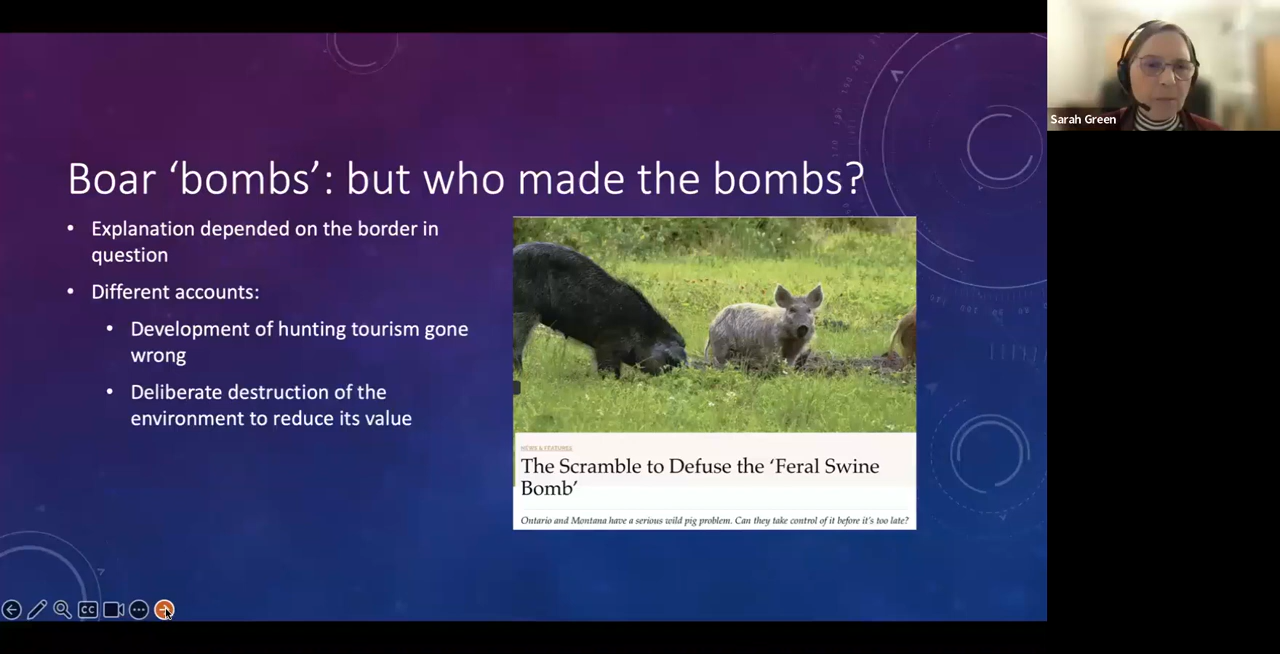 Sarah Green
Boar ‘bombs’: but who made the bombs?
• Explanation depended on the border in
question
• Different accounts:
• Development of hunting tourism gone
wrong
• Deliberate destruction of the
environment to reduce its value
NEWS & FEATURES
The Scramble to Defuse the ‘Feral Swine
Bomb’
Ontario and Montana have a serious wild pig problem. Can they take control of it before it's too late?
CC